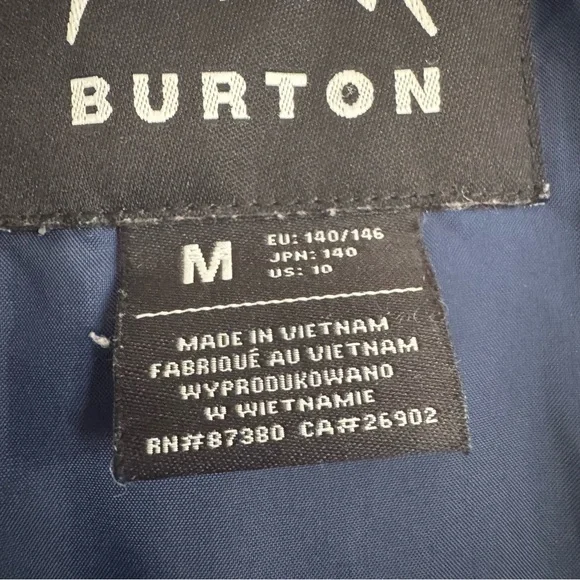 BURTON
M
EU: 140/146
JPN: 140
US: 10
MADE IN VIETNAM
FABRIQUÉ AU VIETNAM
WYPRODUKOWANO
W WIETNAMIE
RN#87380 CA#26902